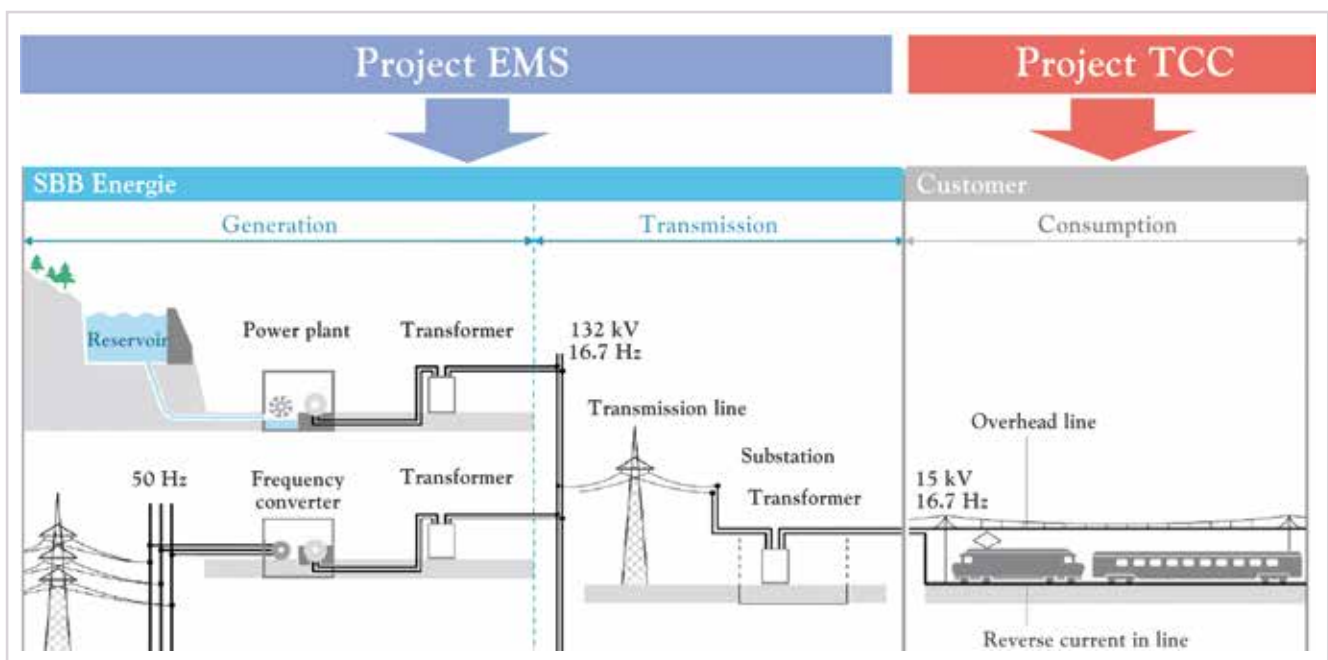 Project EMS
Project TCC
SBB Energie
Customer
Generation
Transmission
Consumption
Reservoir
Power plant
Transformer
132 kV
16.7 Hz
Transmission line
Overhead line
Substation
Transformer
50 Hz
Frequency
converter
Transformer
15 kV
16.7 Hz
Reverse current in line